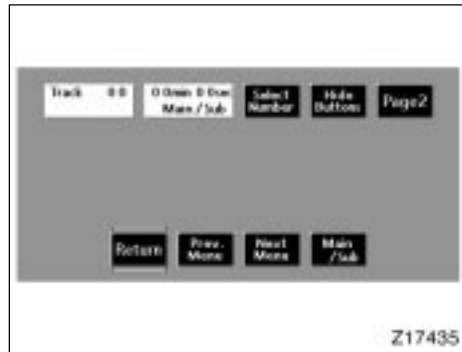 Track 0 0
0 0min 0 0sec
Main / Sub
Select
Number
Hide
Buttons
Page2
Return
Prev.
Menu
Next
Menu
Main
/Sub
Z17435